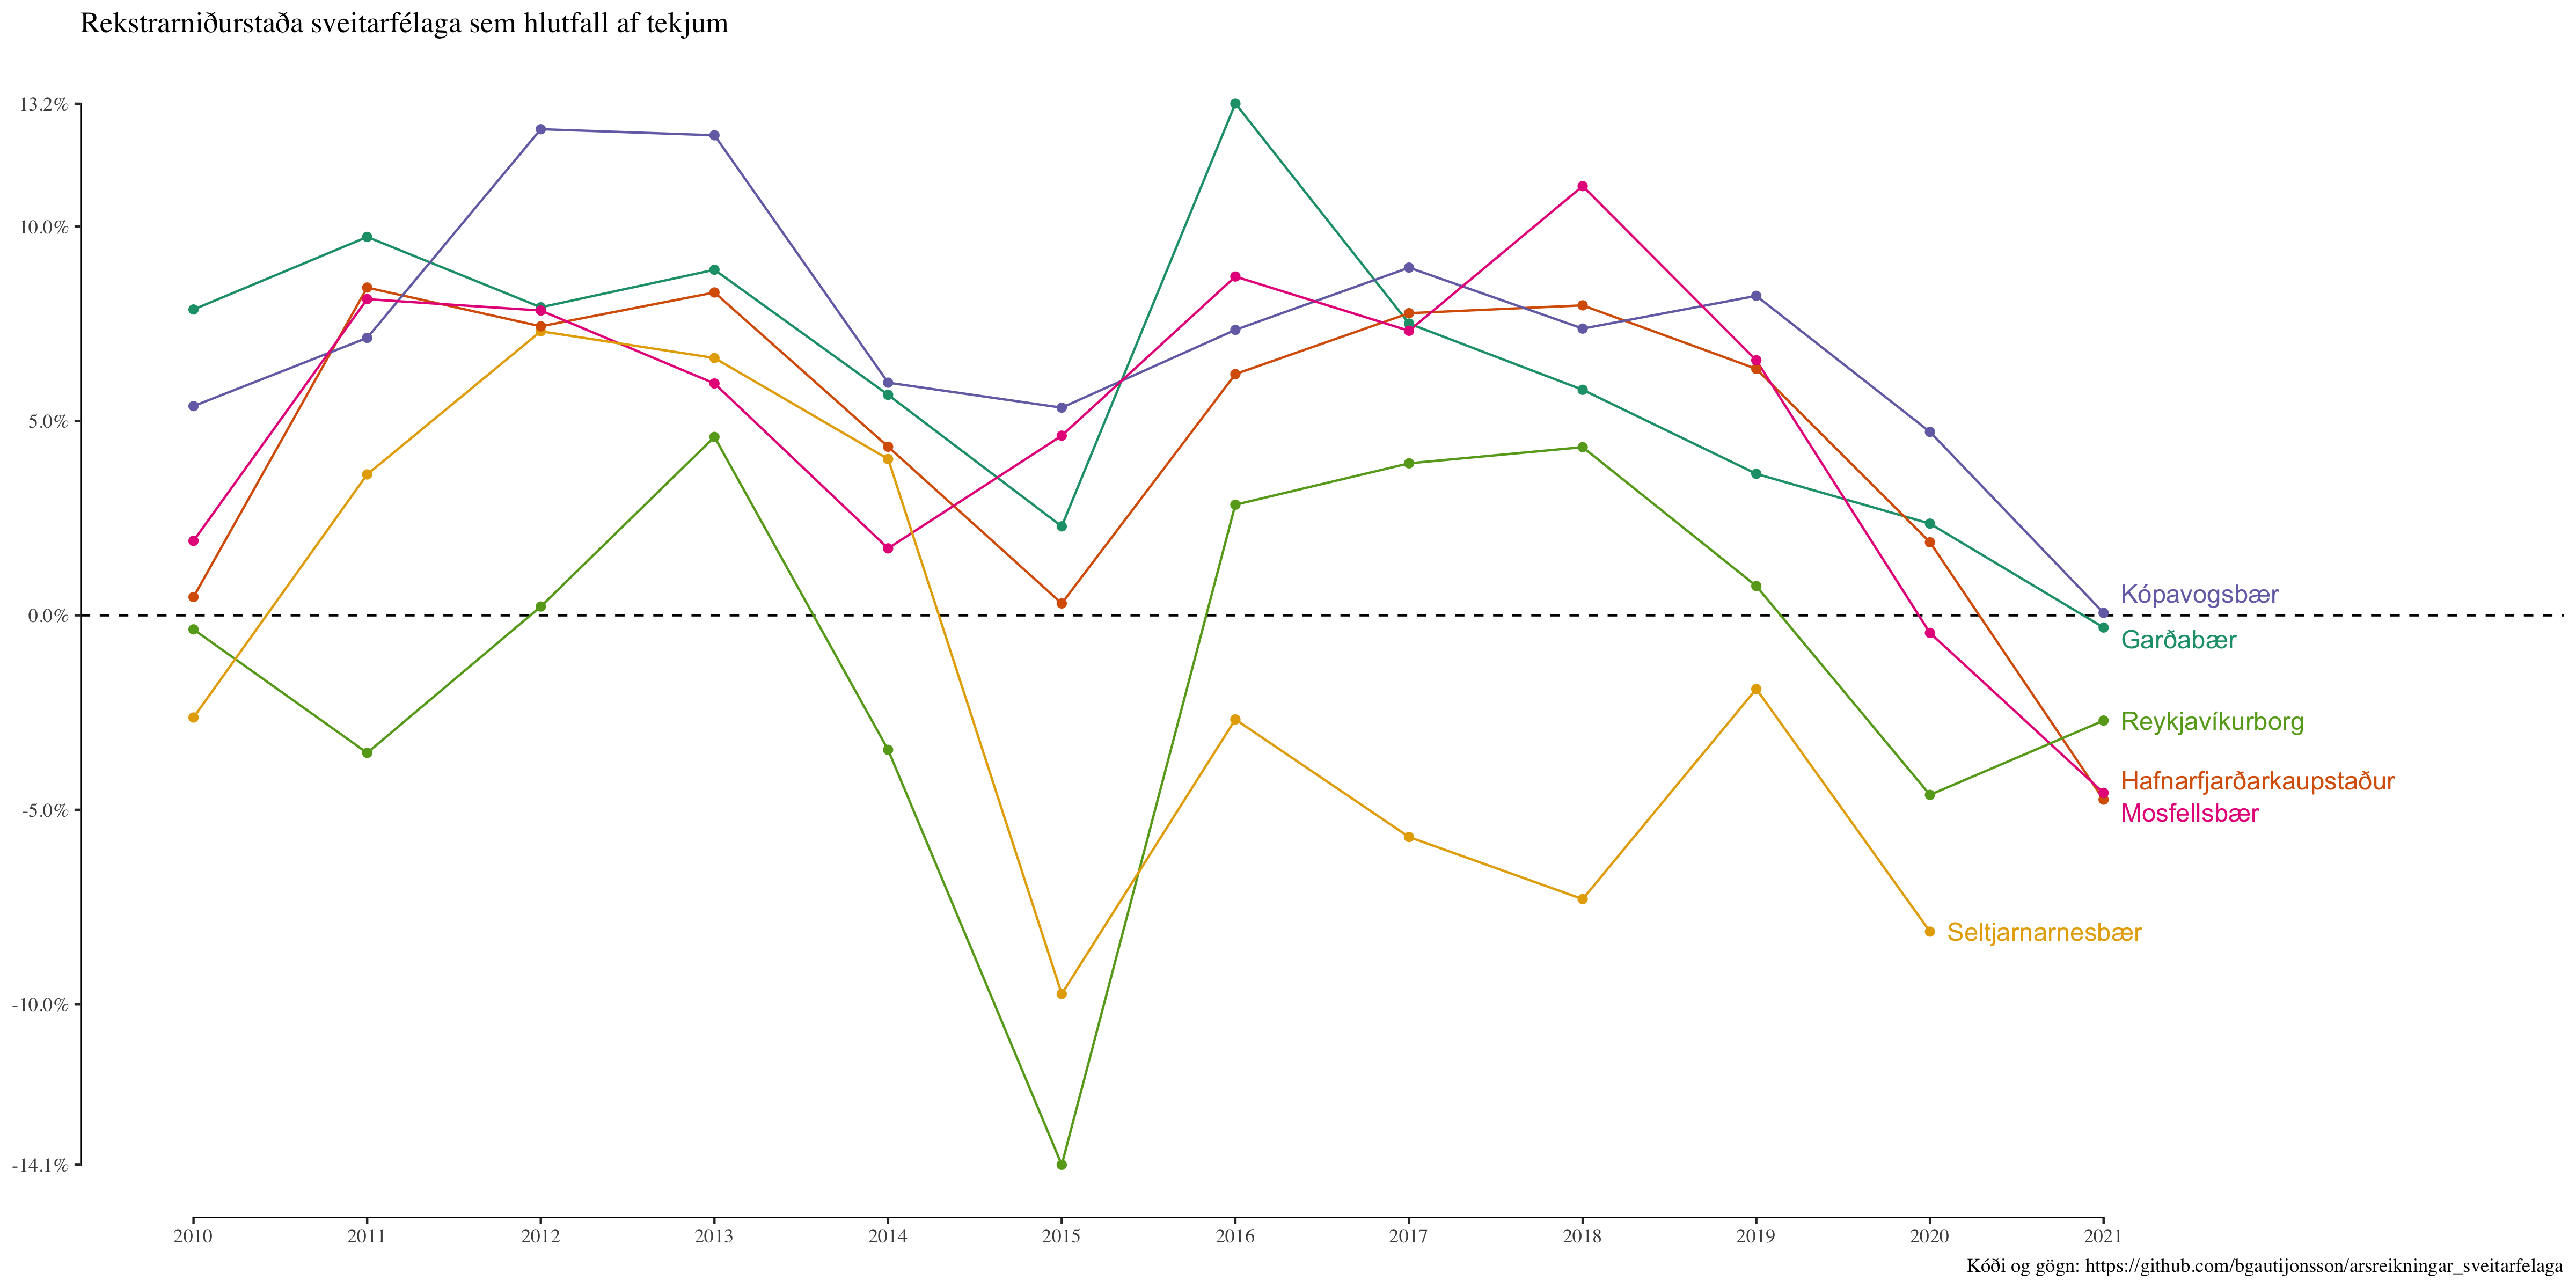 Rekstrarniðurstaða sveitarfélaga sem hlutfall af tekjum
13.2%
10.0%
5.0%
0.0%
-5.0%
-10.0%
-14.1%
Kópavogsbær
Garðabær
Reykjavíkurborg
Hafnarfjarðarkaupstaður
Mosfellsbær
Seltjarnarnesbær
2010 2011 2012 2013 2014 2015 2016 2017 2018 2019 2020 2021
Kóði og gögn: https://github.com/bgautijonsson/arsreikningar_sveitarfelaga